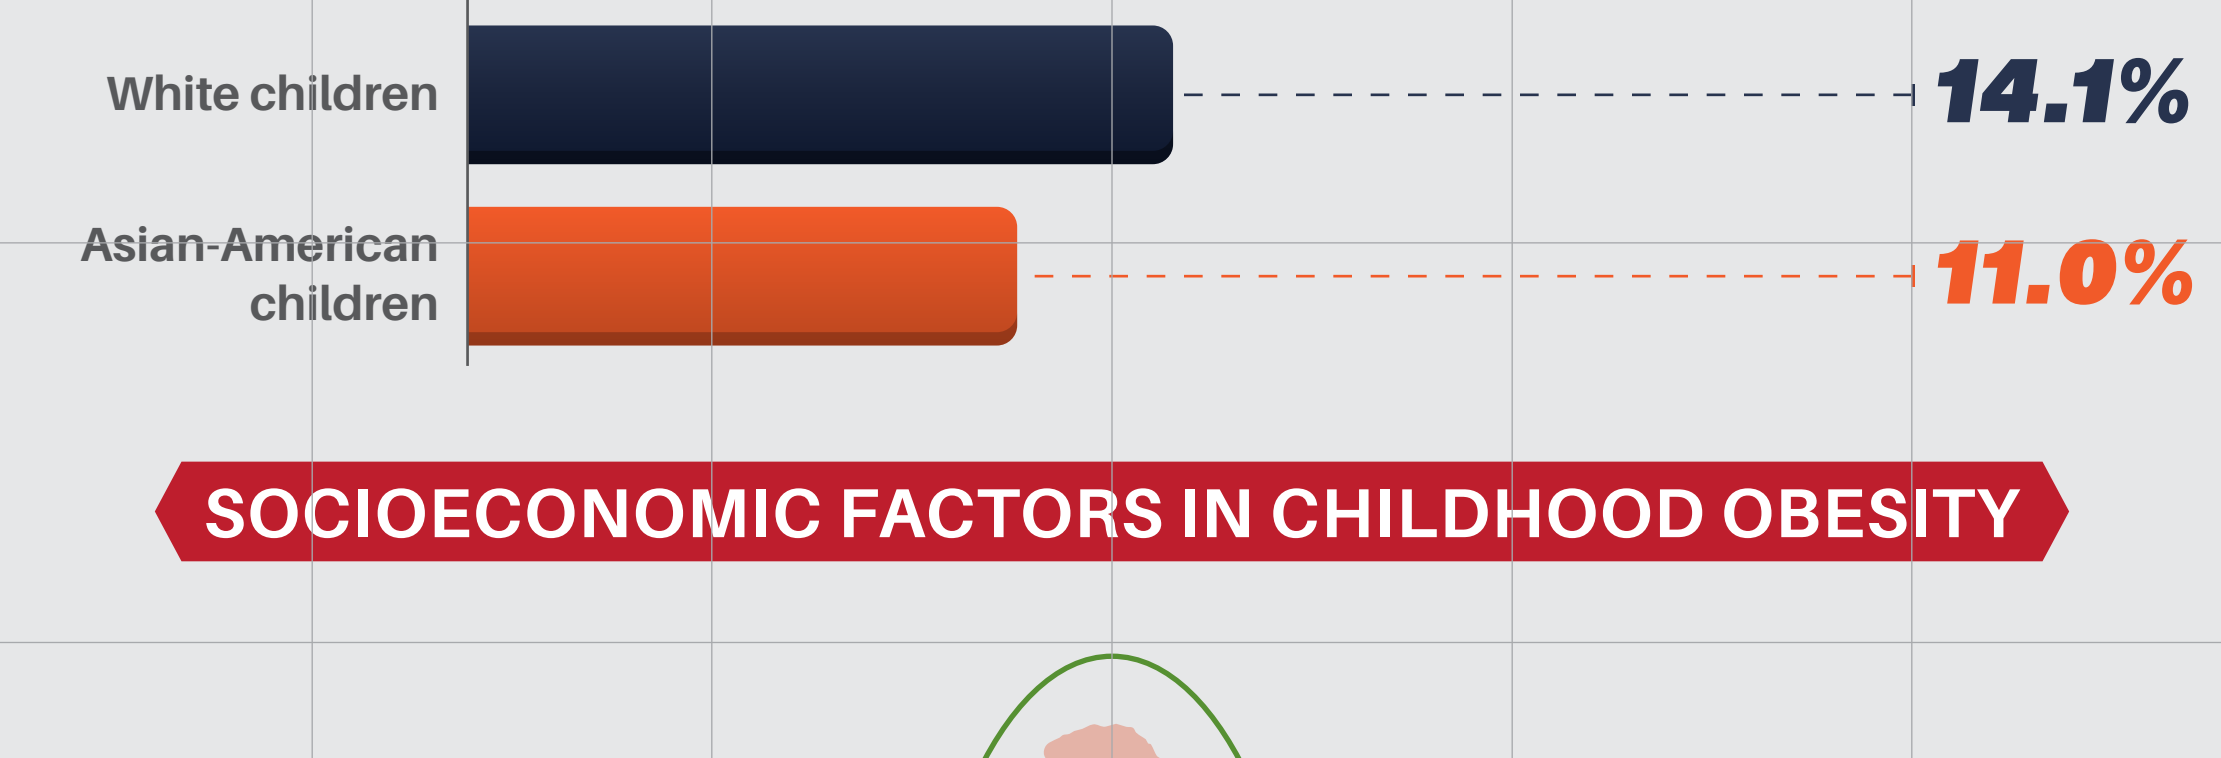 White children
14.1%
Asian-American
children
11.0%
SOCIOECONOMIC FACTORS IN CHILDHOOD OBESITY